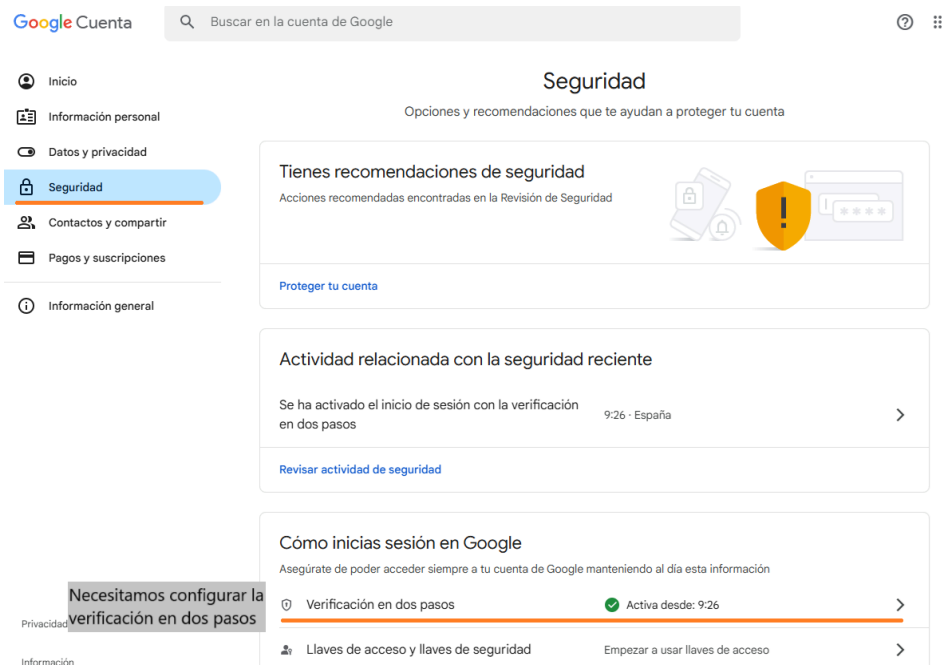 Google Cuenta
Buscar en la cuenta de Google
Inicio
Información personal
Datos y privacidad
Seguridad
Contactos y compartir
Pagos y suscripciones
Información general
Seguridad
Opciones y recomendaciones que te ayudan a proteger tu cuenta
Tienes recomendaciones de seguridad
Acciones recomendadas encontradas en la Revisión de Seguridad
Proteger tu cuenta
Actividad relacionada con la seguridad reciente
Se ha activado el inicio de sesión con la verificación
en dos pasos
9:26 · España
Revisar actividad de seguridad
Cómo inicias sesión en Google
Asegúrate de poder acceder siempre a tu cuenta de Google manteniendo al día esta información
Verificación en dos pasos
Activa desde: 9:26
Llaves de acceso y llaves de seguridad
Empezar a usar llaves de acceso
Necesitamos configurar la
verificación en dos pasos
Privacidad
Información